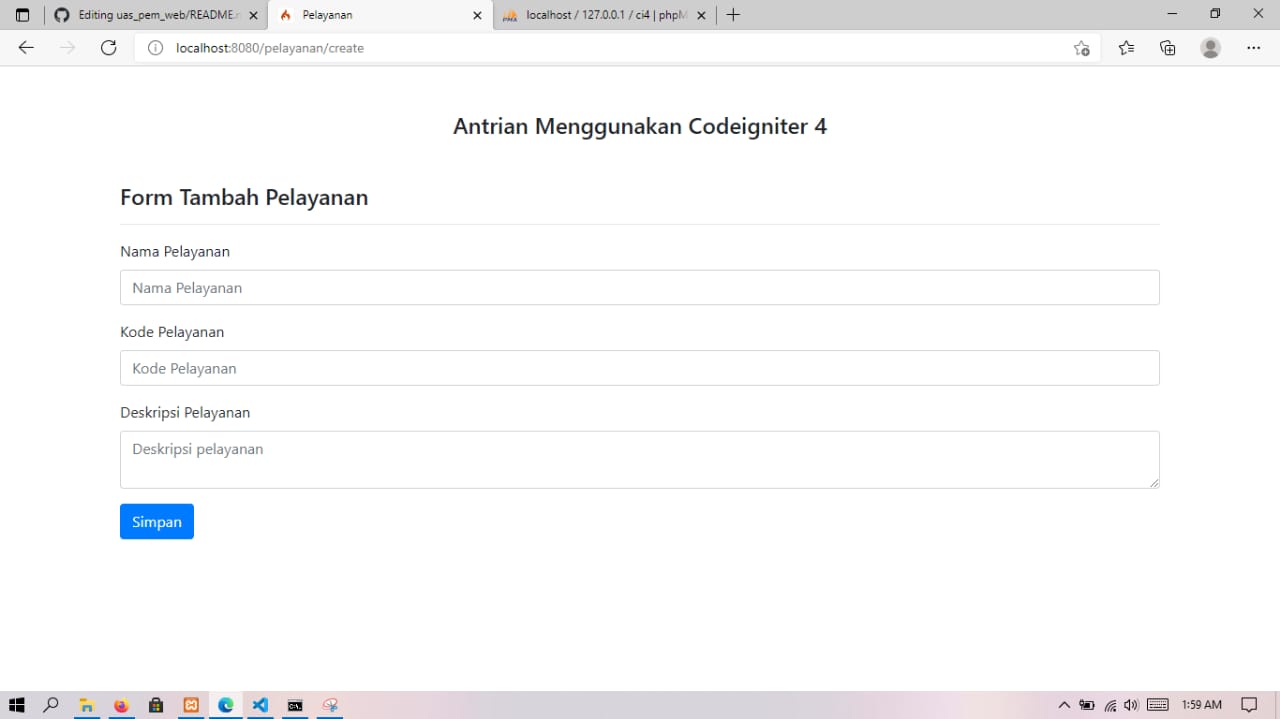 Editing uas_pem_web/README.m
Pelayanan
localhost / 127.0.0.1 / ci4 | phpM
localhost:8080/pelayanan/create
Antrian Menggunakan Codeigniter 4
Form Tambah Pelayanan
Nama Pelayanan
Nama Pelayanan
Kode Pelayanan
Kode Pelayanan
Deskripsi Pelayanan
Deskripsi pelayanan
Simpan
1:59 AM